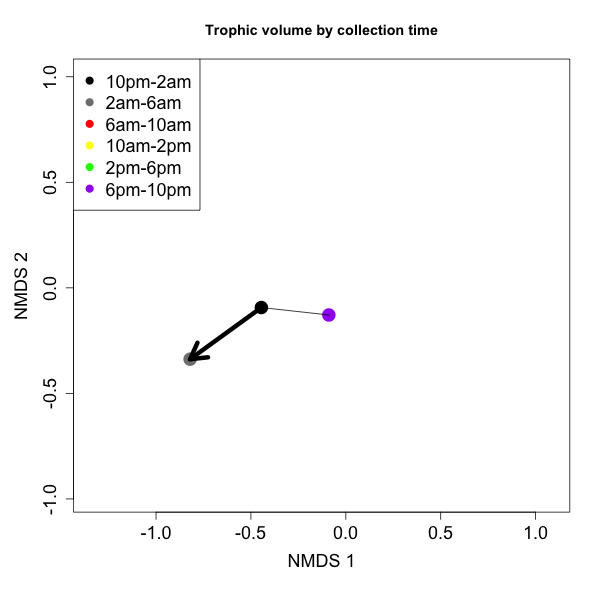 Trophic volume by collection time
10pm-2am
2am-6am
6am-10am
10am-2pm
2pm-6pm
6pm-10pm
1.0
0.5
0.0
-0.5
-1.0
NMDS 2
-1.0 -0.5 0.0 0.5 1.0
NMDS 1